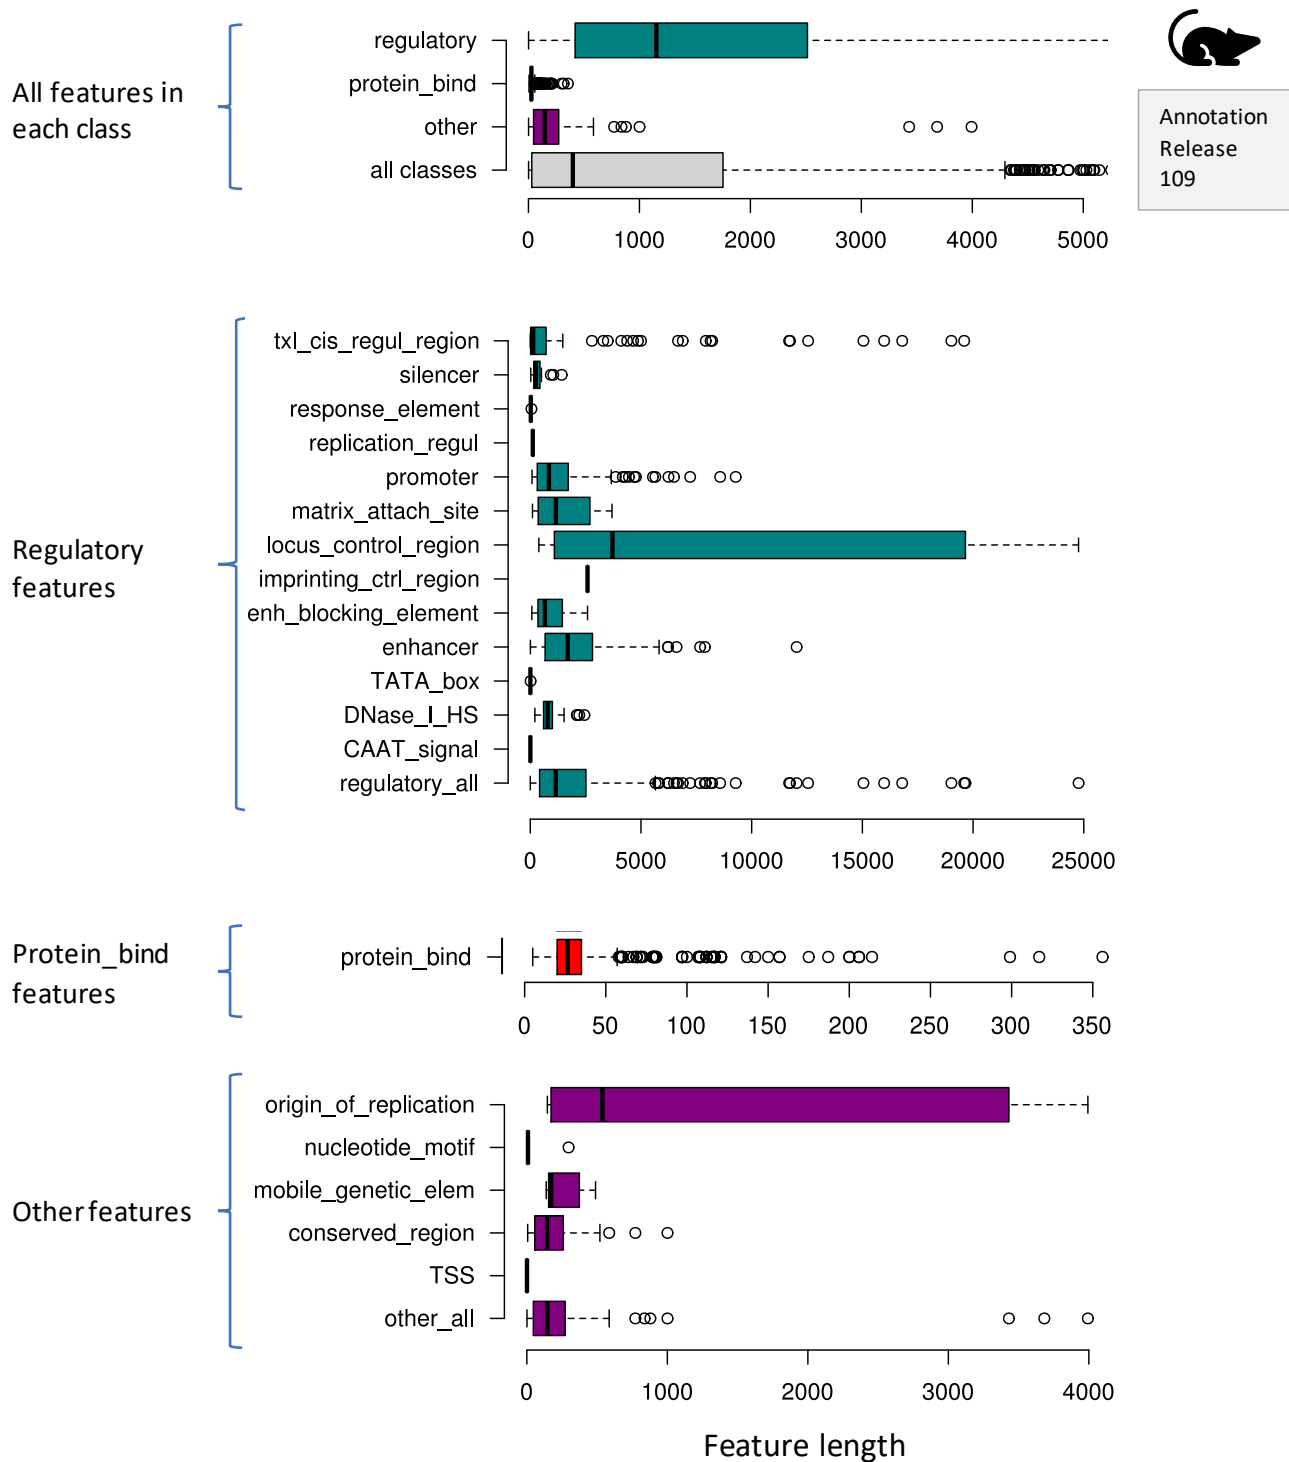 All features in
each class
regulatory
protein_bind
other
all classes
0 1000 2000 3000 4000 5000
Annotation
Release
109
Regulatory
features
txl_cis_regul_region
silencer
response_element
replication_regul
promoter
matrix_attach_site
locus_control_region
imprinting_ctrl_region
enh_blocking_element
enhancer
TATA_box
DNase_I_HS
CAAT_signal
regulatory_all
0 5000 10000 15000 20000 25000
Protein_bind
features
protein_bind
0 50 100 150 200 250 300 350
Other features
origin_of_replication
nucleotide_motif
mobile_genetic_elem
conserved_region
TSS
other_all
0 1000 2000 3000 4000
Feature length